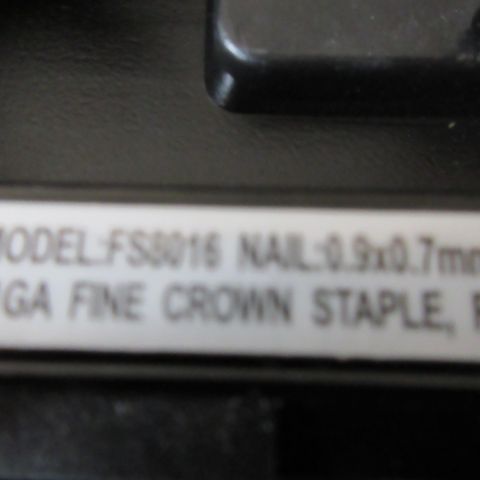 MODEL:FS8016 NAIL:0.9x0.7mm
GA FINE CROWN STAPLE,